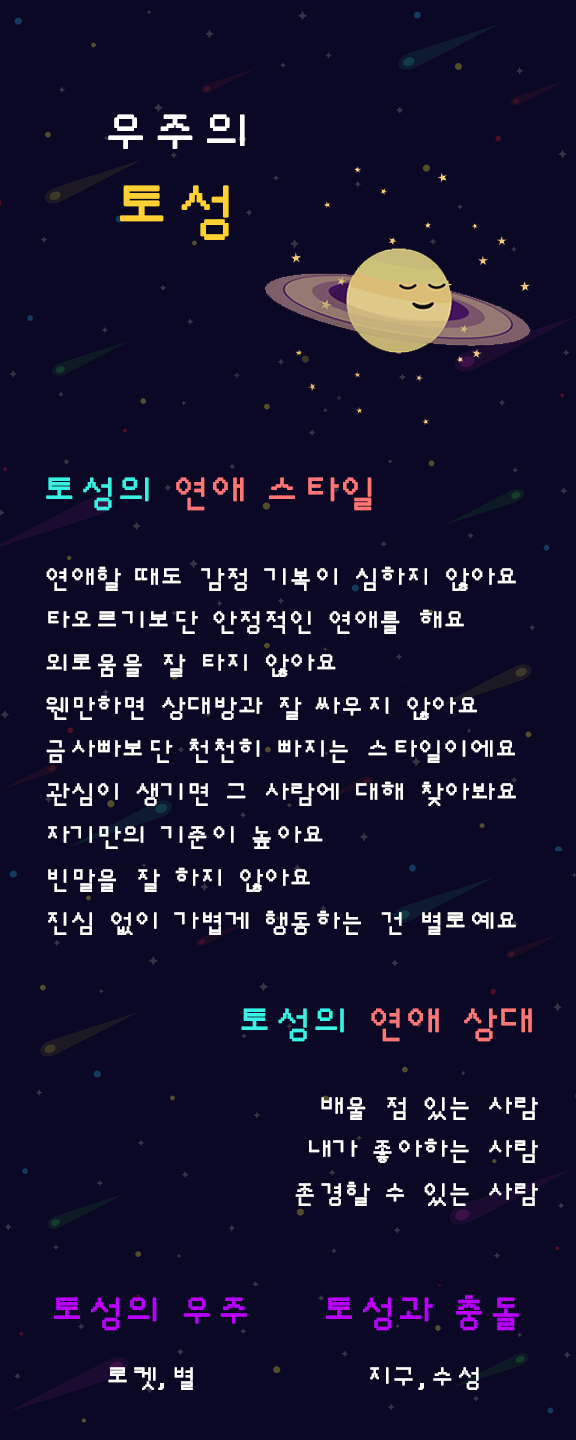 우주의
토성
토성의 연애 스타일
연애할 때도 감정 기복이 심하지 않아요
타오르기보단 안정적인 연애를 해요
외로움을 잘 타지 않아요
웬만하면 상대방과 잘 싸우지 않아요
금사빠보단 천천히 빠지는 스타일이에요
관심이 생기면 그 사람에 대해 찾아봐요
자기만의 기준이 높아요
빈말을 잘 하지 않아요
진심 없이 가볍게 행동하는 건 별로예요
토성의 연애 상대
배울 점 있는 사람
내가 좋아하는 사람
존경할 수 있는 사람
토성의 우주
로켓, 별
토성과 충돌
지구, 수성